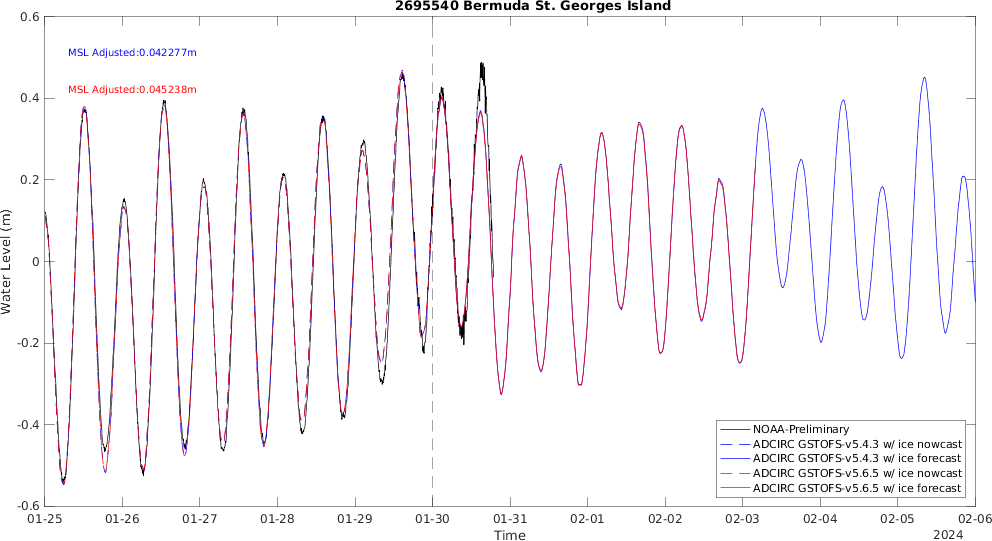 2695540 Bermuda St. Georges Island
MSL Adjusted:0.042277m
MSL Adjusted:0.045238m
Water Level (m)
0.6
0.4
0.2
0
-0.2
-0.4
-0.6
NOAA-Preliminary
ADCIRC GSTOFS-v5.4.3 w/ ice nowcast
ADCIRC GSTOFS-v5.4.3 w/ ice forecast
ADCIRC GSTOFS-v5.6.5 w/ ice nowcast
ADCIRC GSTOFS-v5.6.5 w/ ice forecast
01-25 01-26 01-27 01-28 01-29 01-30 01-31 02-01 02-02 02-03 02-04 02-05 02-06
Time
2024